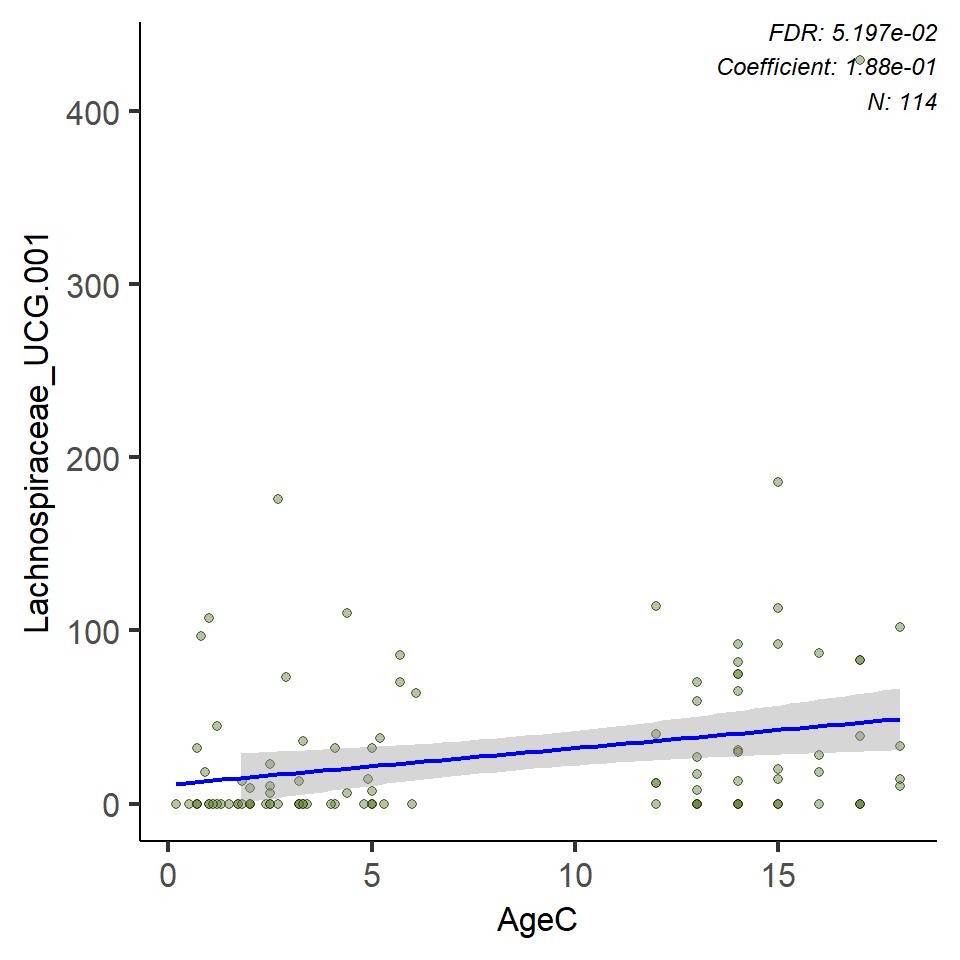 FDR: 5.197e-02
Coefficient: 1.88e-01
N: 114
400
300
200
100
0
Lachnospiraceae_UCG.001
0 5 10 15
AgeC